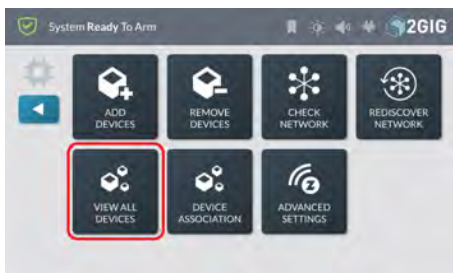 System Ready To Arm
2GIG
ADD
DEVICES
REMOVE
DEVICES
CHECK
NETWORK
REDISCOVER
NETWORK
VIEW ALL
DEVICES
DEVICE
ASSOCIATION
ADVANCED
SETTINGS